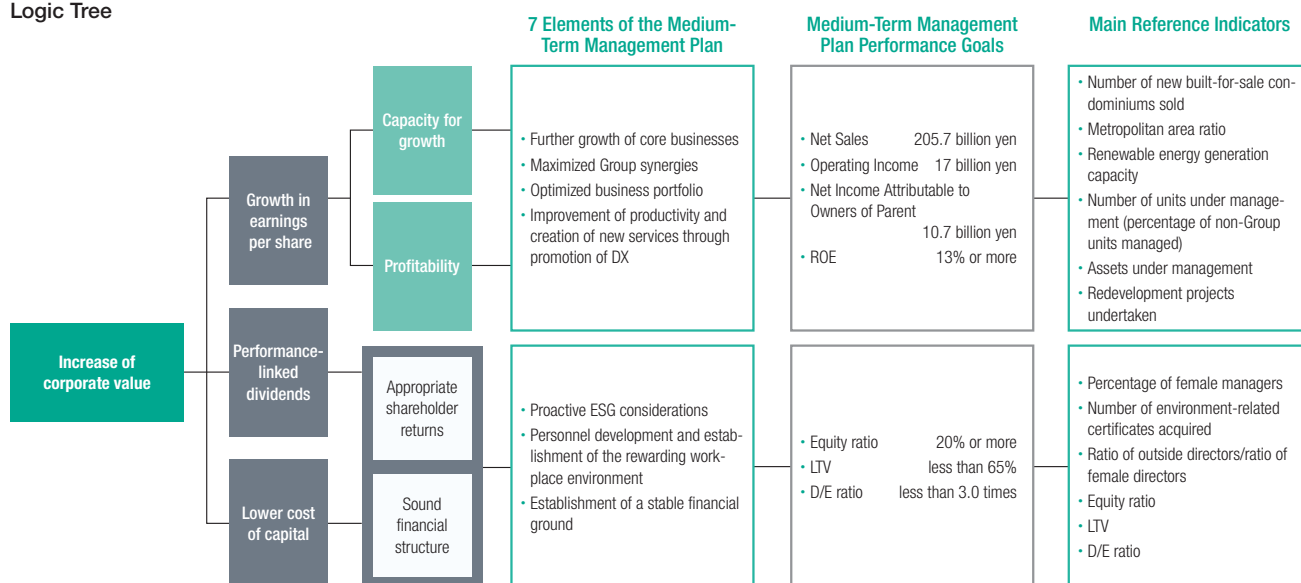 Logic Tree
7 Elements of the Medium-
Term Management Plan
Medium-Term Management
Plan Performance Goals
Main Reference Indicators
Increase of
corporate value
Growth in
earnings
per share
Performance-
linked
dividends
Lower cost
of capital
Capacity for
growth
Profitability
Appropriate
shareholder
returns
Sound
financial
structure
• Further growth of core businesses
• Maximized Group synergies
• Optimized business portfolio
• Improvement of productivity and
creation of new services through
promotion of DX
• Net Sales 205.7 billion yen
• Operating Income 17 billion yen
• Net Income Attributable to
Owners of Parent
10.7 billion yen
• ROE 13% or more
• Number of new built-for-sale con-
dominiums sold
• Metropolitan area ratio
• Renewable energy generation
capacity
• Number of units under manage-
ment (percentage of non-Group
units managed)
• Assets under management
• Redevelopment projects
undertaken
• Proactive ESG considerations
• Personnel development and estab-
lishment of the rewarding work-
place environment
• Establishment of a stable financial
ground
• Equity ratio 20% or more
• LTV less than 65%
• D/E ratio less than 3.0 times
• Percentage of female managers
• Number of environment-related
certificates acquired
• Ratio of outside directors/ratio of
female directors
• Equity ratio
• LTV
• D/E ratio